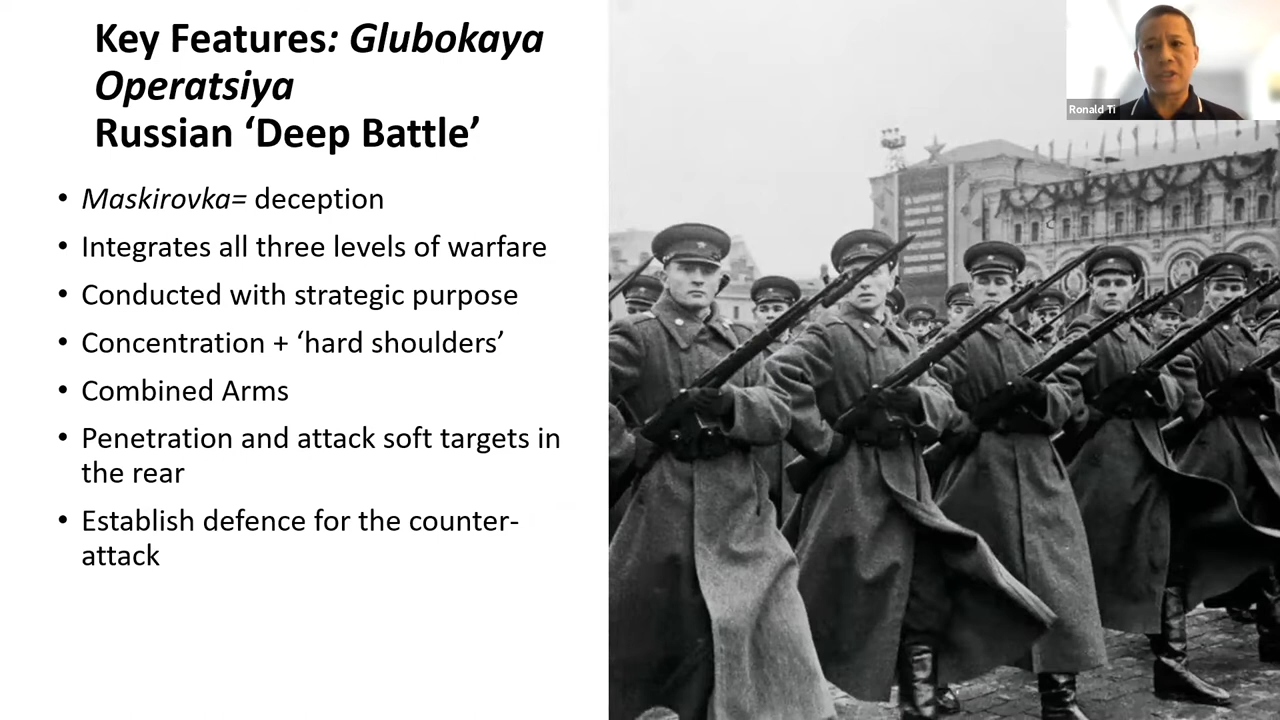 Key Features: Glubokaya
Operatsiya
Russian ‘Deep Battle’
• Maskirovka= deception
• Integrates all three levels of warfare
• Conducted with strategic purpose
• Concentration + ‘hard shoulders’
• Combined Arms
• Penetration and attack soft targets in
the rear
• Establish defence for the counter-
attack
Ronald Ti